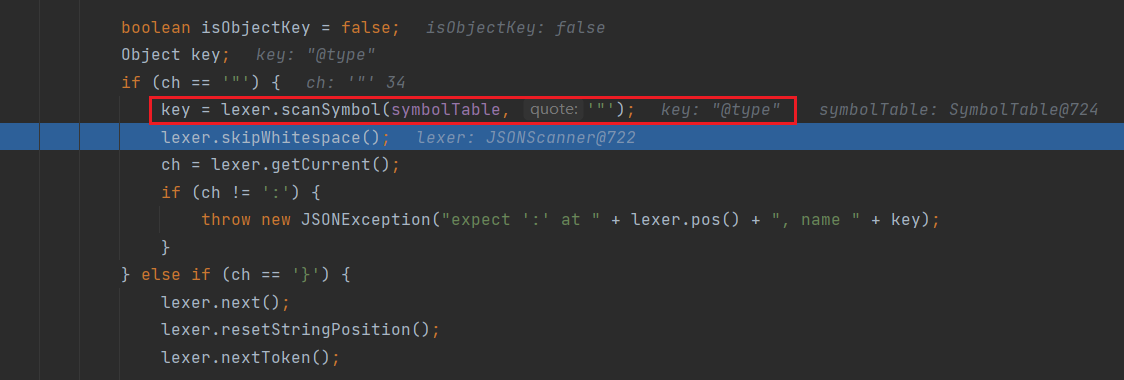 boolean isObjectKey = false;   isObjectKey: false
Object key;   key: "@type"
if (ch == '"') {   ch: '"' 34
key = lexer.scanSymbol(symbolTable,  quote: '"');   key: "@type"   symbolTable: SymbolTable@724
lexer.skipWhitespace();   lexer: JSONScanner@722
ch = lexer.getCurrent();
if (ch != ':') {
throw new JSONException("expect ':' at " + lexer.pos() + ", name " + key);
}
} else if (ch == '}') {
lexer.next();
lexer.resetStringPosition();
lexer.nextToken();